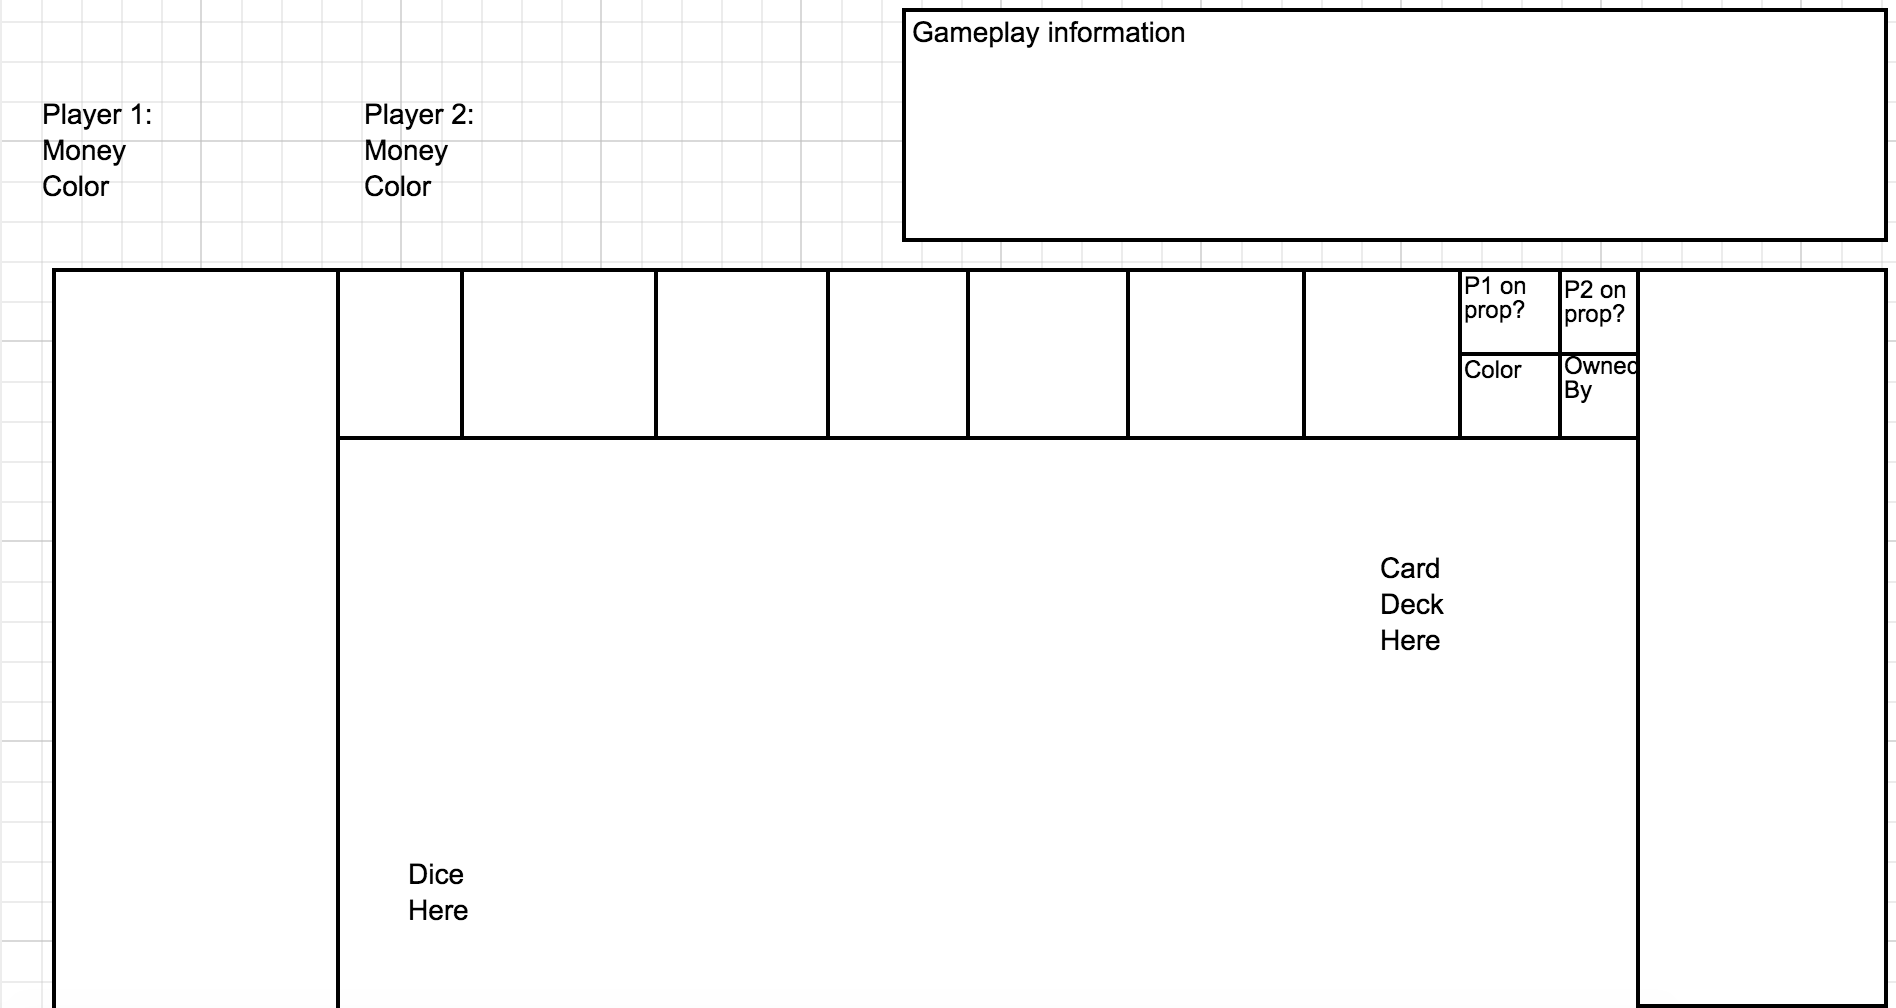 Gameplay information
Player 1:
Money
Color
Player 2:
Money
Color
P1 on
prop?
P2 on
prop?
Color
Owned
By
Card
Deck
Here
Dice
Here